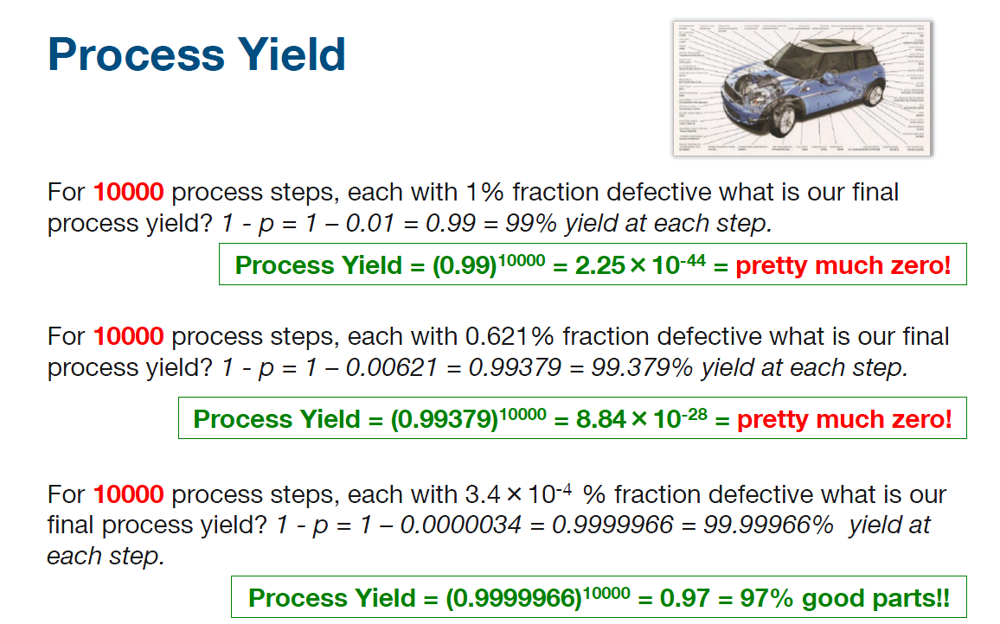 Process Yield
For 10000 process steps, each with 1% fraction defective what is our final
process yield? 1 - p = 1 – 0.01 = 0.99 = 99% yield at each step.
Process Yield = (0.99)^10000 = 2.25 × 10^-44 = pretty much zero!
For 10000 process steps, each with 0.621% fraction defective what is our final
process yield? 1 - p = 1 – 0.00621 = 0.99379 = 99.379% yield at each step.
Process Yield = (0.99379)^10000 = 8.84 × 10^-28 = pretty much zero!
For 10000 process steps, each with 3.4 × 10^-4 % fraction defective what is our
final process yield? 1 - p = 1 – 0.0000034 = 0.9999966 = 99.99966% yield at
each step.
Process Yield = (0.9999966)^10000 = 0.97 = 97% good parts!!